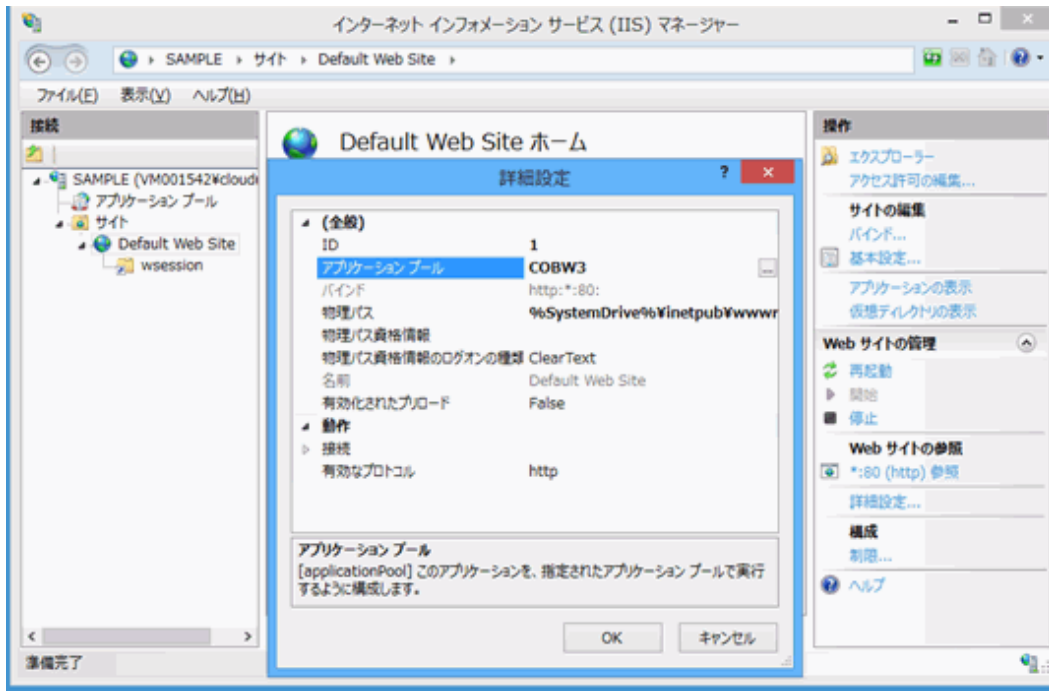 インターネット インフォメーション サービス (IIS) マネージャー
SAMPLE サイト Default Web Site
ファイル(F) 表示(V) ヘルプ(H)
接続
SAMPLE (VM001542¥cloud
アプリケーション プール
サイト
Default Web Site
wsession
準備完了
Default Web Site ホーム
詳細設定
(全般)
ID 1
アプリケーション プール COBW3
バインド http:*:80:
物理パス %SystemDrive%¥inetpub¥wwwr
物理パス資格情報
物理パス資格情報のログオンの種類 ClearText
名前 Default Web Site
有効化されたプリロード False
動作
接続
有効なプロトコル http
アプリケーション プール
[applicationPool] このアプリケーションを、指定されたアプリケーション プールで実行
するように構成します。
OK キャンセル
操作
エクスプローラー
アクセス許可の編集...
サイトの編集
バインド...
基本設定...
アプリケーションの表示
仮想ディレクトリの表示
Web サイトの管理
再起動
開始
停止
Web サイトの参照
*:80 (http) 参照
詳細設定...
構成
制限...
ヘルプ